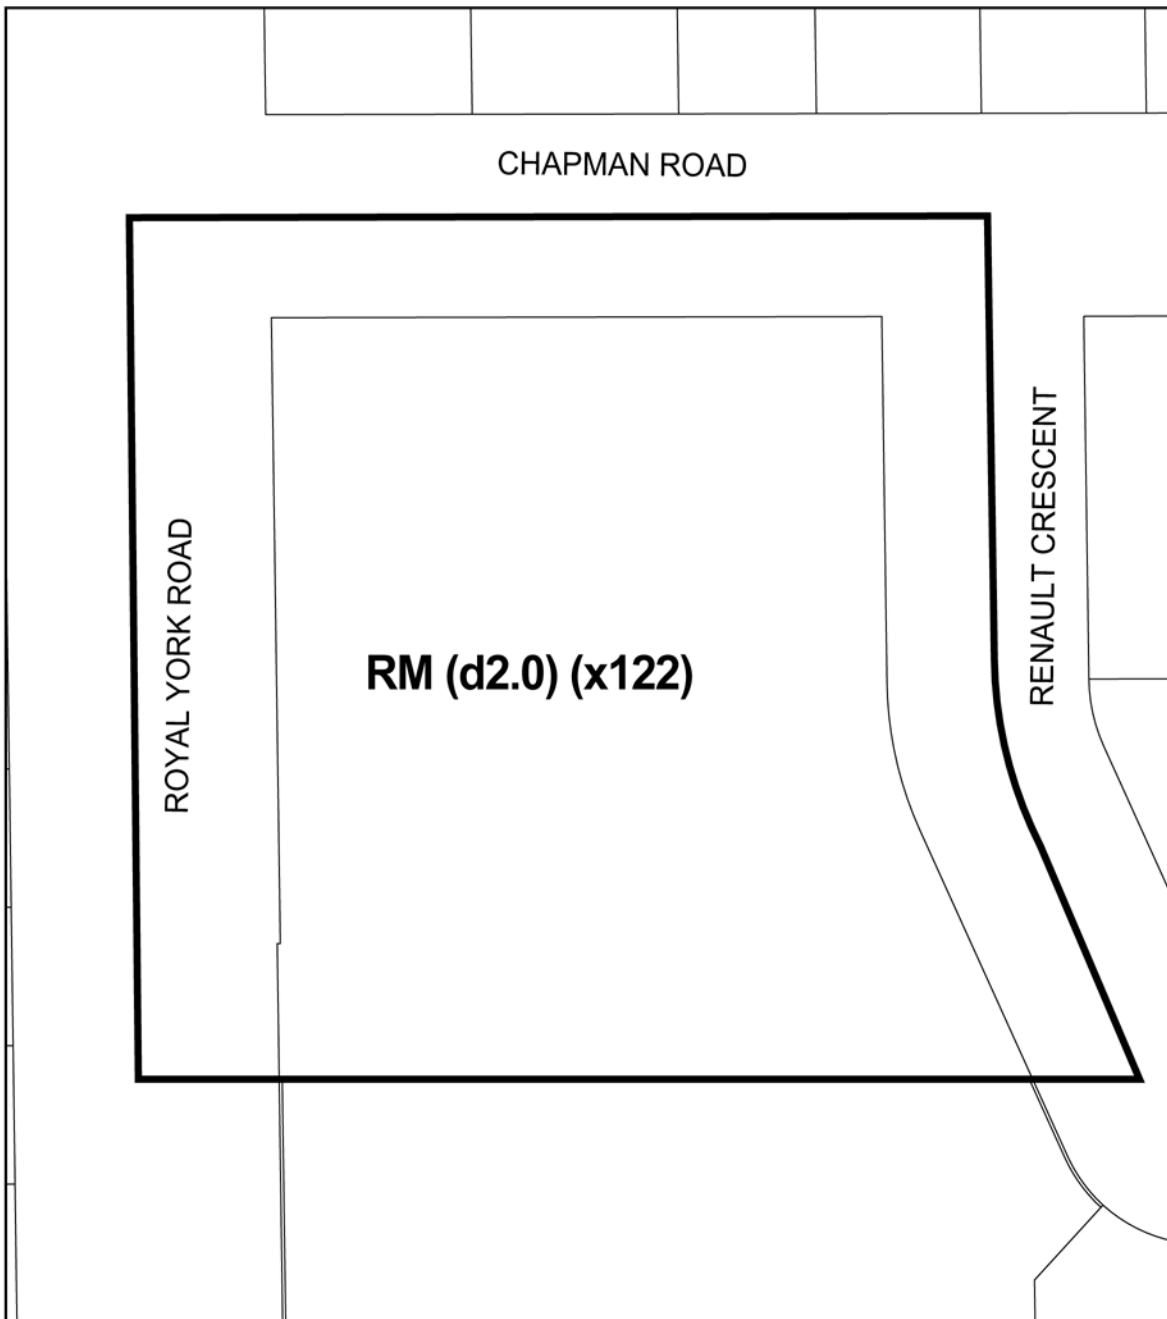 CHAPMAN ROAD
ROYAL YORK ROAD
RM (d2.0) (x122)
RENAULT CRESCENT